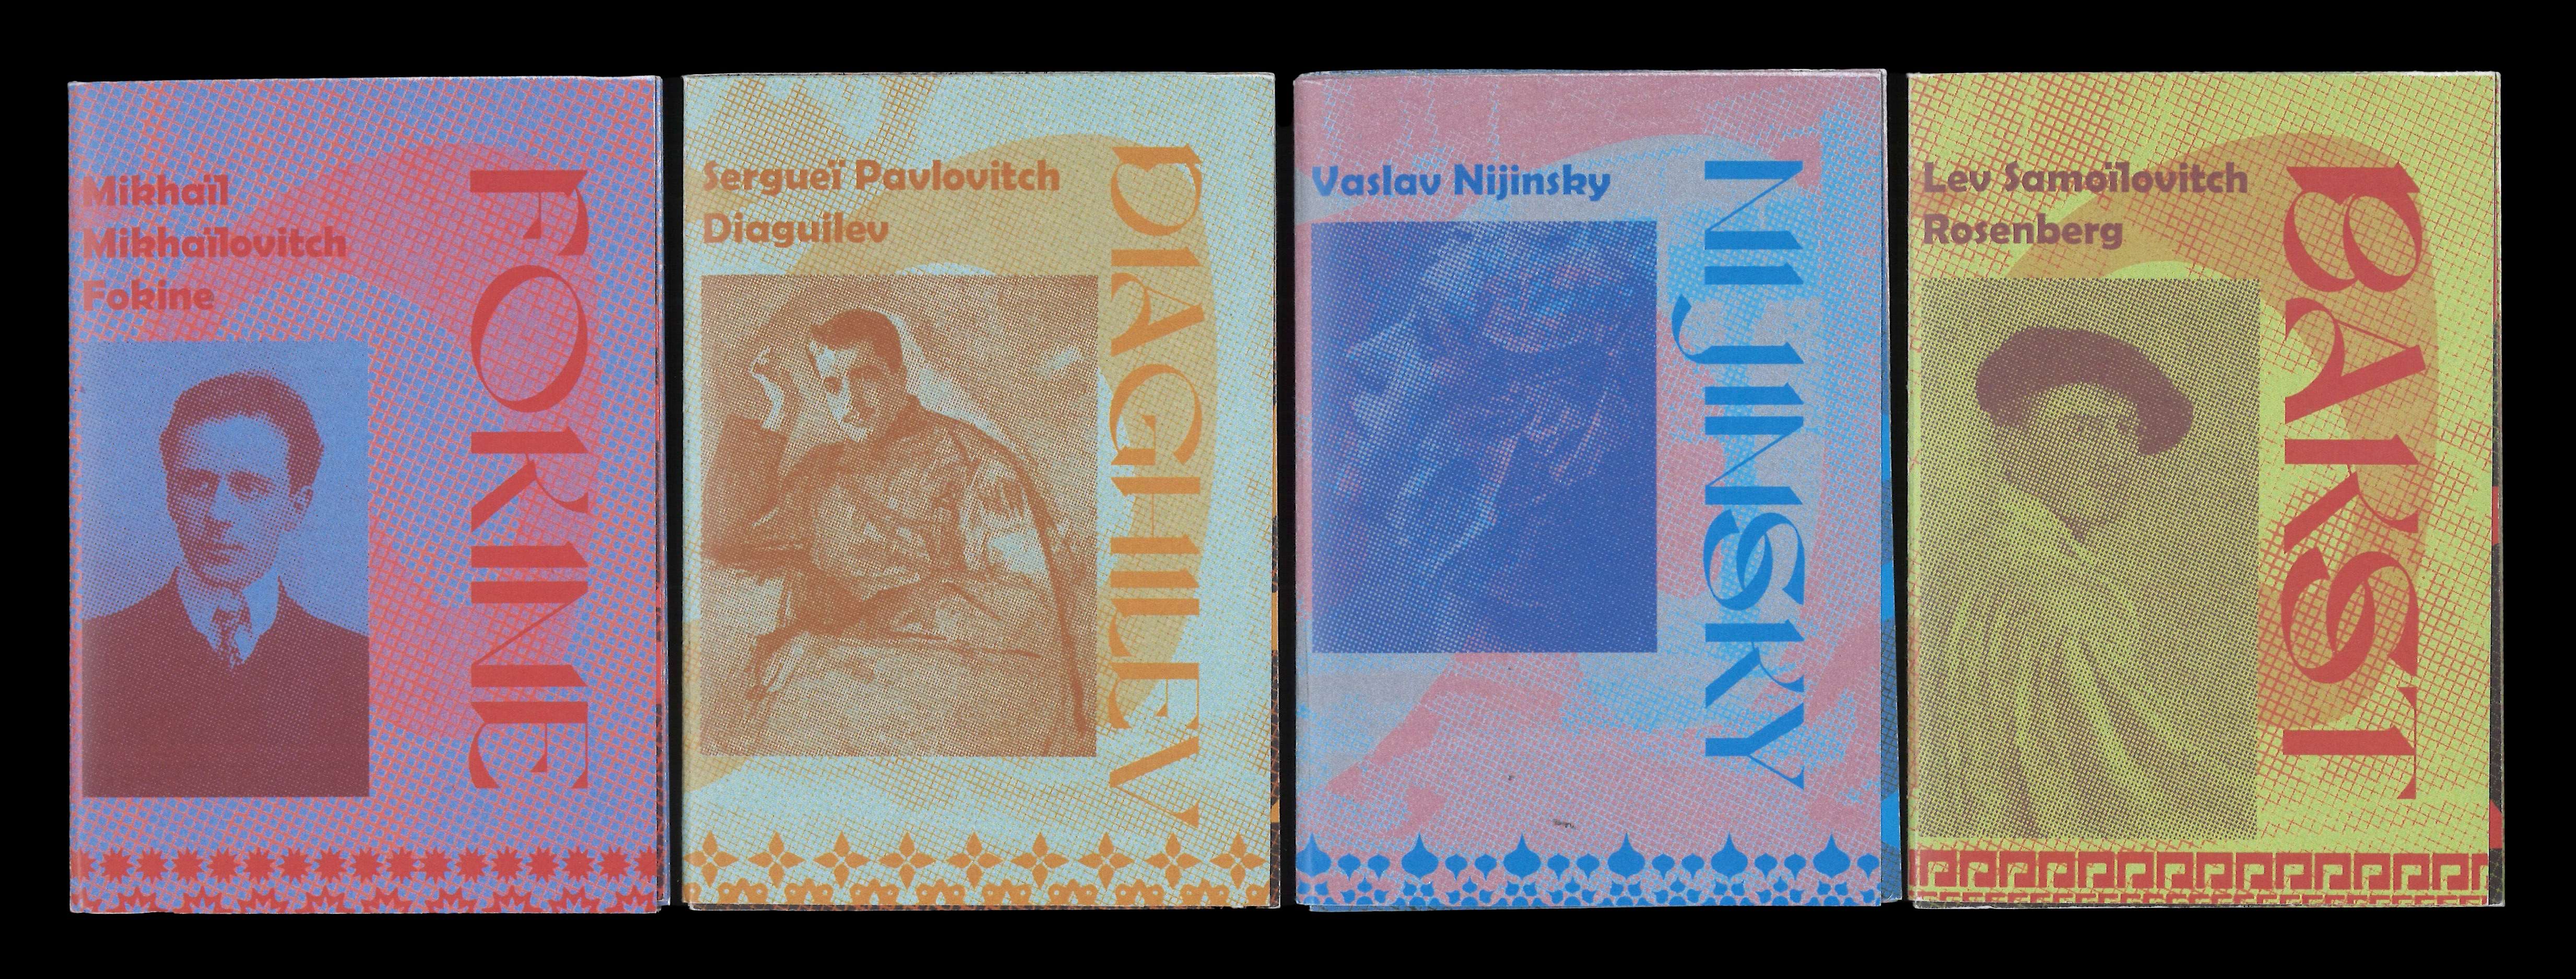 Mikhaïl
Mikhaïlovitch
Fokine
FOKINE
Sergueï Pavlovitch
Diaguilev
DIAGHILEV
Vaslav Nijinsky
NIJINSKY
Lev Samoïlovitch
Rosenberg
BAKST